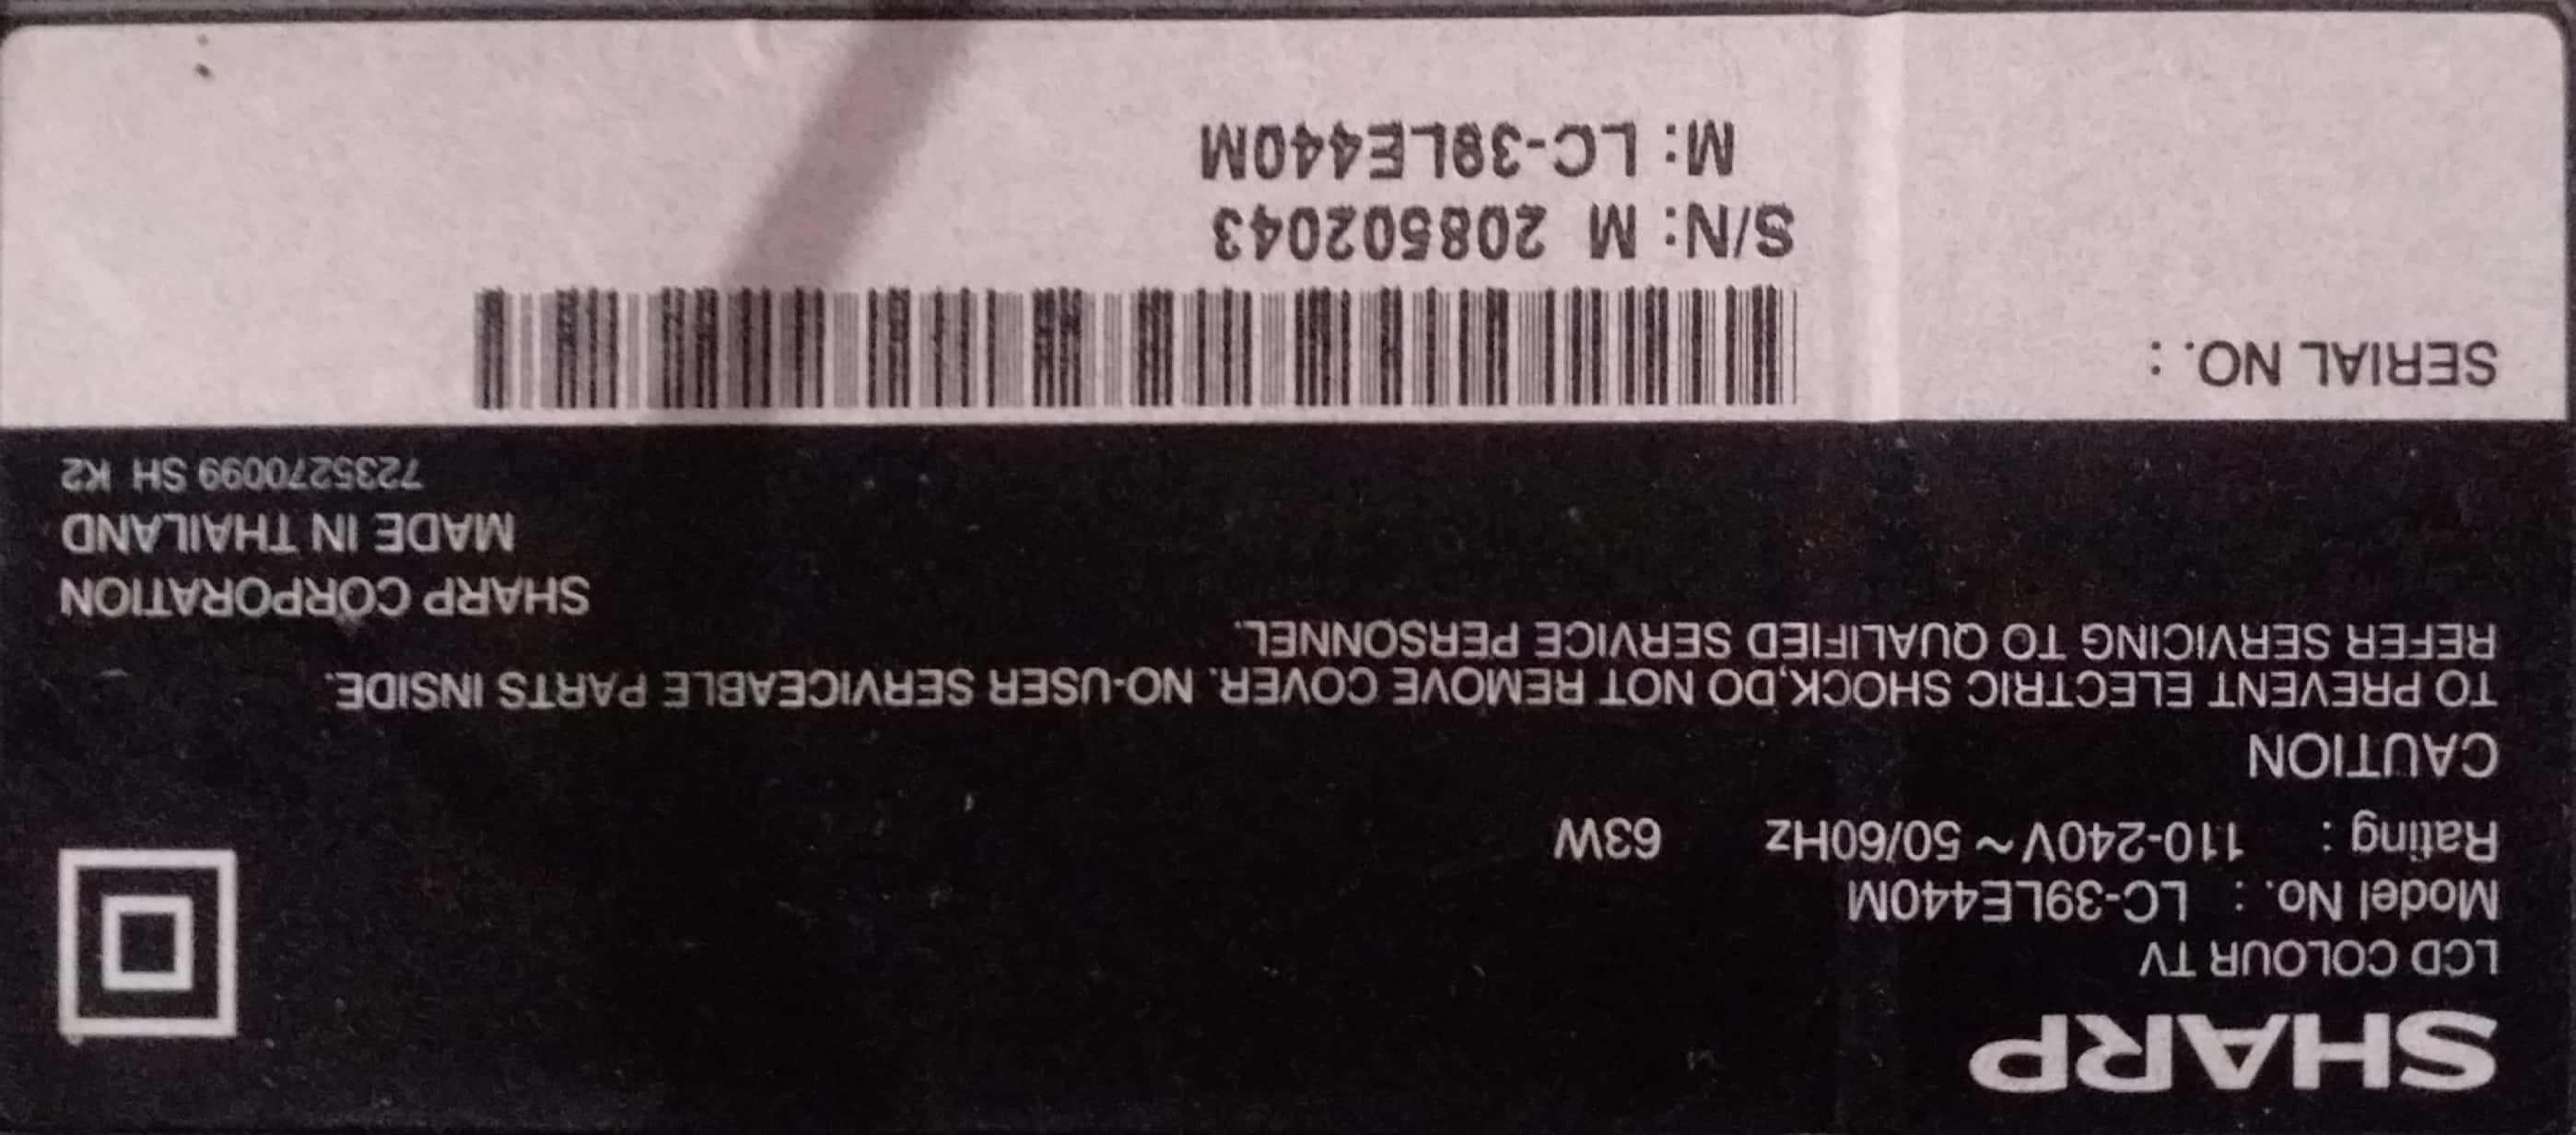 SHARP
LCD COLOUR TV
Model No. : LC-39LE440M
Rating : 110-240V ~ 50/60Hz 63W
CAUTION
TO PREVENT ELECTRIC SHOCK,DO NOT REMOVE COVER. NO-USER SERVICEABLE PARTS INSIDE.
REFER SERVICING TO QUALIFIED SERVICE PERSONNEL.
SHARP CORPORATION
MADE IN THAILAND
7235270099 SH K2
SERIAL NO. :
S/N: M 208502043
M: LC-39LE440M